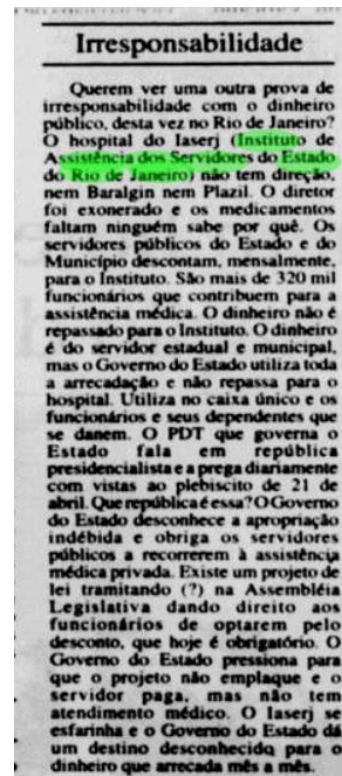 Irresponsabilidade
Querem ver uma outra prova de
irresponsabilidade com o dinheiro
público, desta vez no Rio de Janeiro?
O hospital do Iaserj (Instituto de
Assistência dos Servidores do Estado
do Rio de Janeiro) não tem direção,
nem Baralgin nem Plazil. O diretor
foi exonerado e os medicamentos
faltam ninguém sabe por quê. Os
servidores públicos do Estado e do
Município descontam, mensalmente,
para o Instituto. São mais de 320 mil
funcionários que contribuem para a
assistência médica. O dinheiro não é
repassado para o Instituto. O dinheiro
é do servidor estadual e municipal,
mas o Governo do Estado utiliza toda
a arrecadação e não repassa para o
hospital. Utiliza no caixa único e os
funcionários e seus dependentes que
se danem. O PDT que governa o
Estado fala em república
presidencialista e a prega diariamente
com vistas ao plebiscito de 21 de
abril. Que república é essa? O Governo
do Estado desconhece a apropriação
indébita e obriga os servidores
públicos a recorrerem à assistência
médica privada. Existe um projeto de
lei tramitando (?) na Assembléia
Legislativa dando direito aos
funcionários de optarem pelo
desconto, que hoje é obrigatório. O
Governo do Estado pressiona para
que o projeto não emplaque e o
servidor paga, mas não tem
atendimento médico. O Iaserj se
esfarinha e o Governo do Estado dá
um destino desconhecido para o
dinheiro que arrecada mês a mês.